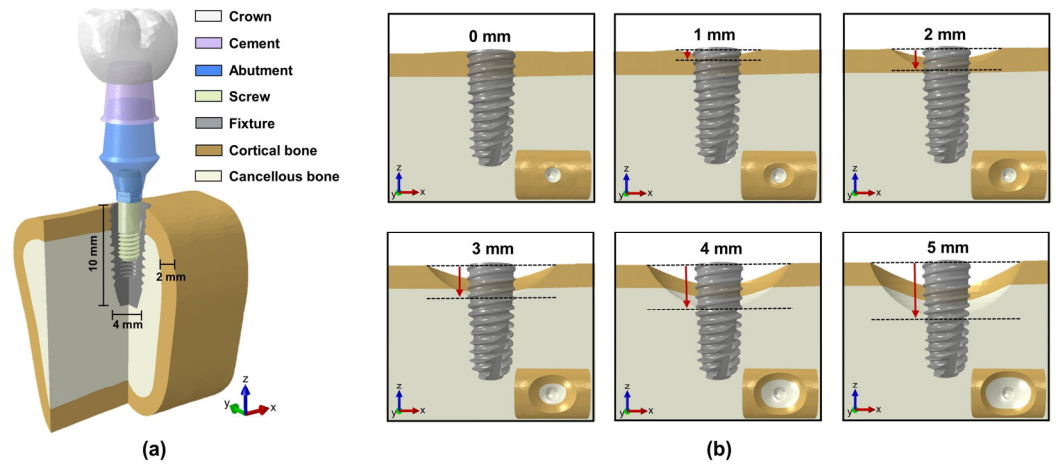 Crown
Cement
Abutment
Screw
Fixture
Cortical bone
Cancellous bone
10 mm
2 mm
4 mm
z
y
x
(a)
0 mm
z
y
x
1 mm
z
y
x
2 mm
z
y
x
3 mm
z
y
x
4 mm
z
y
x
5 mm
z
y
x
(b)